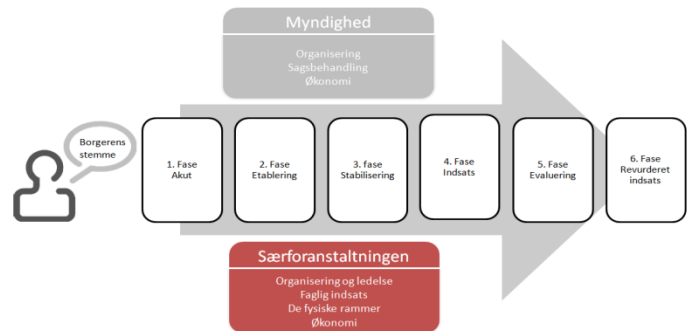 Myndighed
Organisering
Sagsbehandling
Økonomi
Borgerens
stemme
1. Fase
Akut
2. Fase
Etablering
3. fase
Stabilisering
4. Fase
Indsats
5. Fase
Evaluering
6. Fase
Revurderet
indsats
Særforanstaltningen
Organisering og ledelse
Faglig indsats
De fysiske rammer
Økonomi